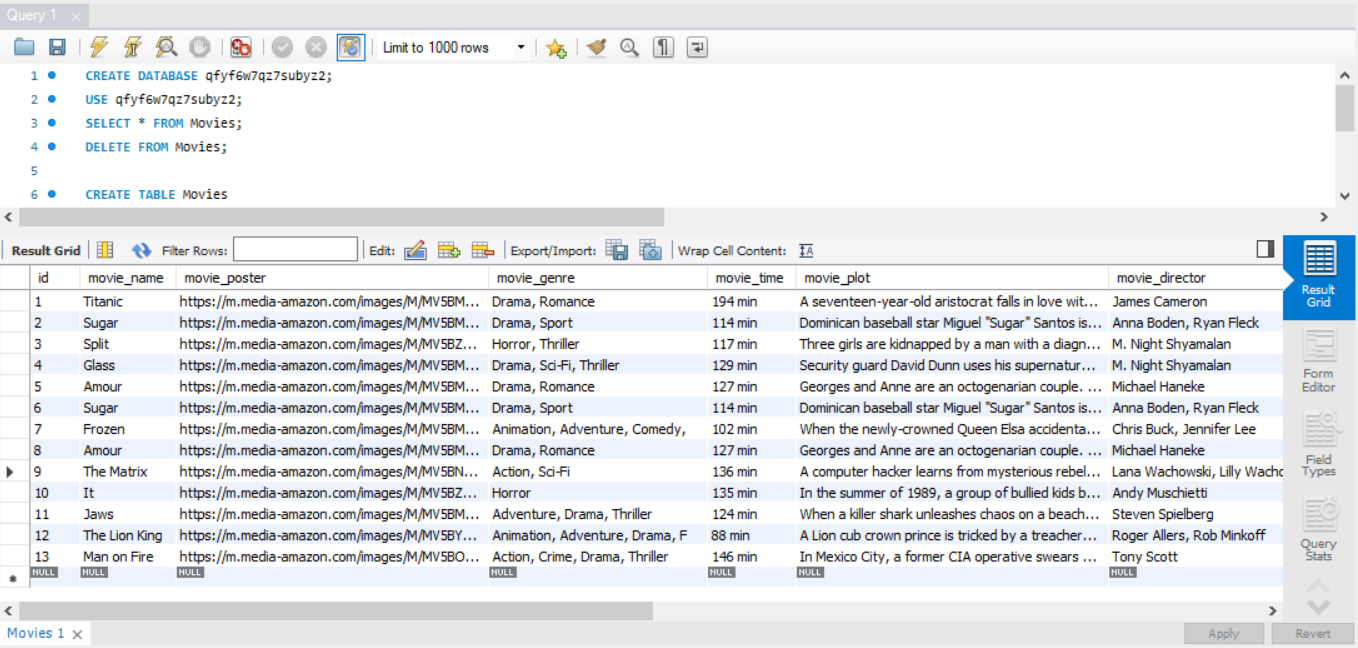 Query 1 ×
Limit to 1000 rows
1 CREATE DATABASE qfyf6w7qz7subyz2;
2 USE qfyf6w7qz7subyz2;
3 SELECT * FROM Movies;
4 DELETE FROM Movies;
5
6 CREATE TABLE Movies
Result Grid Filter Rows: Edit: Export/Import: Wrap Cell Content: IA
id movie_name movie_poster movie_genre movie_time movie_plot movie_director
1 Titanic https://m.media-amazon.com/images/M/MV5BM... Drama, Romance 194 min A seventeen-year-old aristocrat falls in love wit... James Cameron
2 Sugar https://m.media-amazon.com/images/M/MV5BM... Drama, Sport 114 min Dominican baseball star Miguel "Sugar" Santos is... Anna Boden, Ryan Fleck
3 Split https://m.media-amazon.com/images/M/MV5BZ... Horror, Thriller 117 min Three girls are kidnapped by a man with a diagn... M. Night Shyamalan
4 Glass https://m.media-amazon.com/images/M/MV5BM... Drama, Sci-Fi, Thriller 129 min Security guard David Dunn uses his supernatur... M. Night Shyamalan
5 Amour https://m.media-amazon.com/images/M/MV5BM... Drama, Romance 127 min Georges and Anne are an octogenarian couple. ... Michael Haneke
6 Sugar https://m.media-amazon.com/images/M/MV5BM... Drama, Sport 114 min Dominican baseball star Miguel "Sugar" Santos is... Anna Boden, Ryan Fleck
7 Frozen https://m.media-amazon.com/images/M/MV5BM... Animation, Adventure, Comedy, 102 min When the newly-crowned Queen Elsa accidenta... Chris Buck, Jennifer Lee
8 Amour https://m.media-amazon.com/images/M/MV5BM... Drama, Romance 127 min Georges and Anne are an octogenarian couple. ... Michael Haneke
9 The Matrix https://m.media-amazon.com/images/M/MV5BN... Action, Sci-Fi 136 min A computer hacker learns from mysterious rebel... Lana Wachowski, Lilly Wacho
10 It https://m.media-amazon.com/images/M/MV5BZ... Horror 135 min In the summer of 1989, a group of bullied kids b... Andy Muschietti
11 Jaws https://m.media-amazon.com/images/M/MV5BM... Adventure, Drama, Thriller 124 min When a killer shark unleashes chaos on a beach... Steven Spielberg
12 The Lion King https://m.media-amazon.com/images/M/MV5BY... Animation, Adventure, Drama, F 88 min A Lion cub crown prince is tricked by a treacher... Roger Allers, Rob Minkoff
13 Man on Fire https://m.media-amazon.com/images/M/MV5BO... Action, Crime, Drama, Thriller 146 min In Mexico City, a former CIA operative swears ... Tony Scott
NULL NULL NULL NULL NULL NULL NULL
Result
Grid
Form
Editor
Field
Types
Query
Stats
Movies 1 ×
Apply Revert